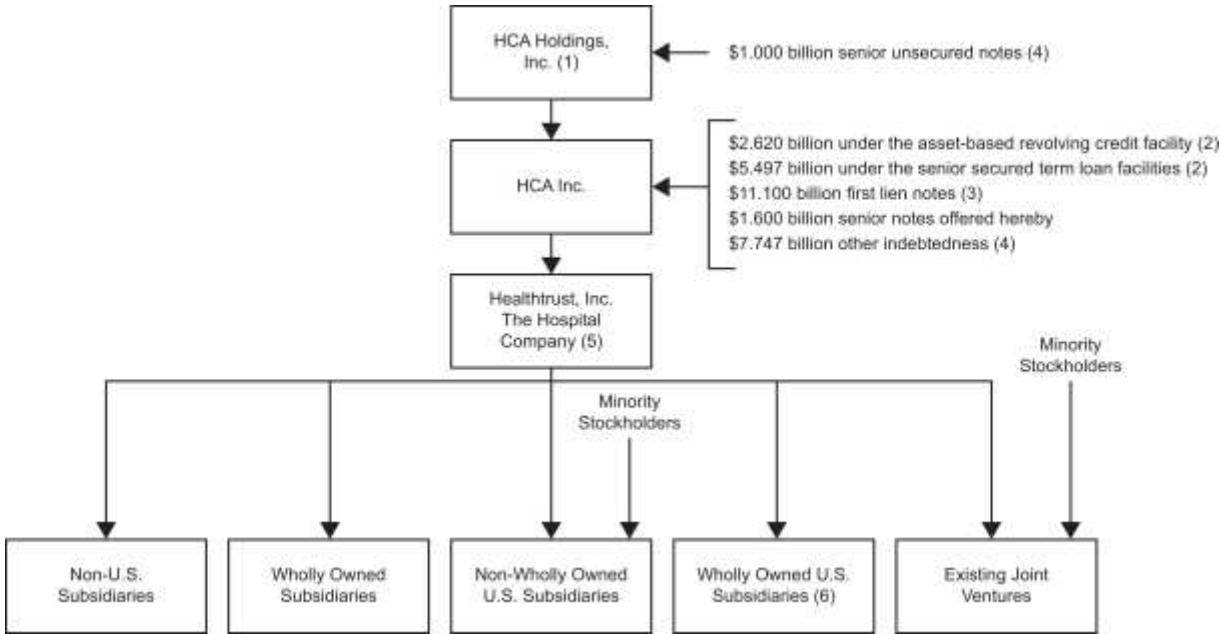 HCA Holdings,
Inc. (1)
$1.000 billion senior unsecured notes (4)
HCA Inc.
$2.620 billion under the asset-based revolving credit facility (2)
$5.497 billion under the senior secured term loan facilities (2)
$11.100 billion first lien notes (3)
$1.600 billion senior notes offered hereby
$7.747 billion other indebtedness (4)
Healthtrust, Inc.
The Hospital
Company (5)
Minority
Stockholders
Minority
Stockholders
Non-U.S.
Subsidiaries
Wholly Owned
Subsidiaries
Non-Wholly Owned
U.S. Subsidiaries
Wholly Owned U.S.
Subsidiaries (6)
Existing Joint
Ventures